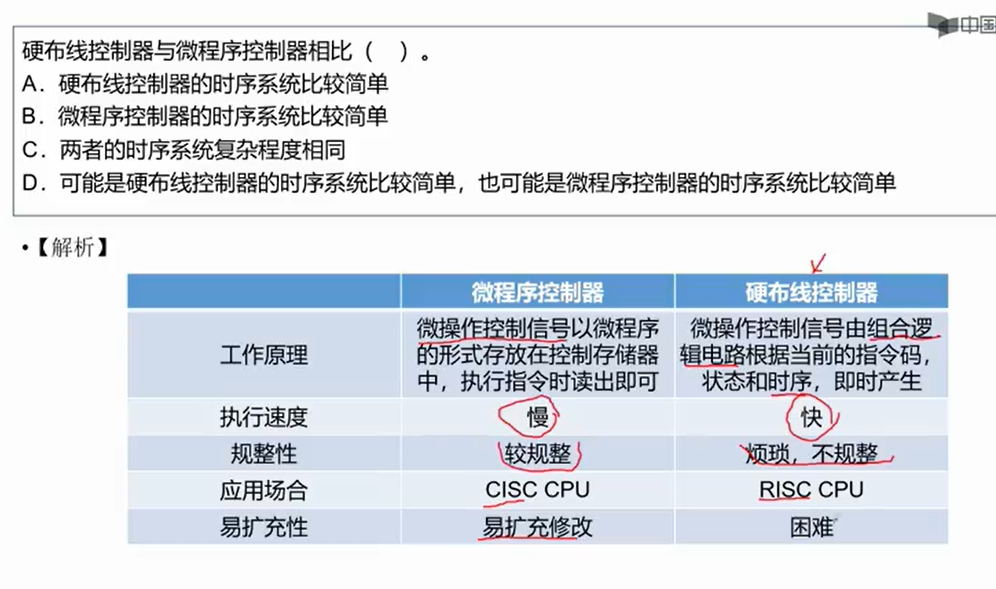 中国
硬布线控制器与微程序控制器相比（ ）。
A．硬布线控制器的时序系统比较简单
B．微程序控制器的时序系统比较简单
C．两者的时序系统复杂程度相同
D．可能是硬布线控制器的时序系统比较简单，也可能是微程序控制器的时序系统比较简单
•【解析】
微程序控制器 硬布线控制器
工作原理
微操作控制信号以微程序
的形式存放在控制存储器
中，执行指令时读出即可
微操作控制信号由组合逻
辑电路根据当前的指令码，
状态和时序，即时产生
执行速度 慢 快
规整性 较规整 烦琐，不规整
应用场合 CISC CPU RISC CPU
易扩充性 易扩充修改 困难